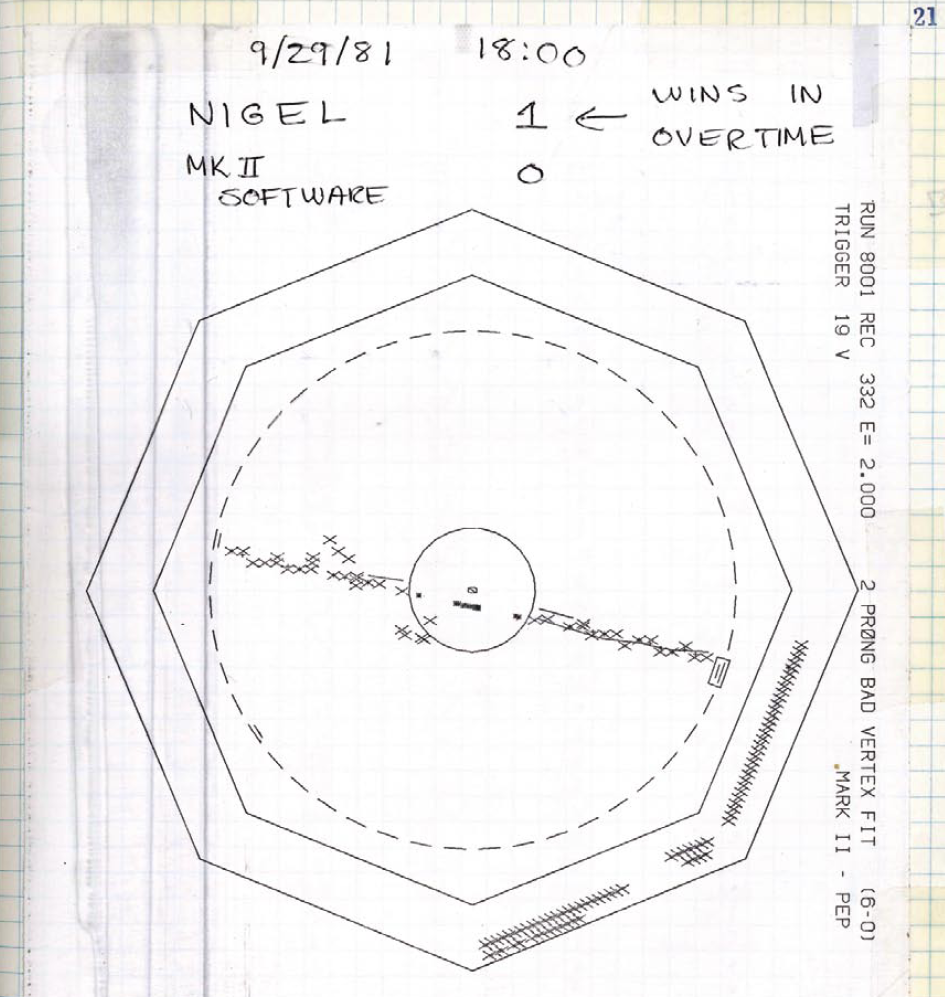 21
9/29/81 18:00
NIGEL 1 ← WINS IN OVERTIME
MK II SOFTWARE 0
RUN 8001 REC 332 E= 2.000 2 PRØNG BAD VERTEX FIT (6-0)
TRIGGER 19 V MARK II - PEP